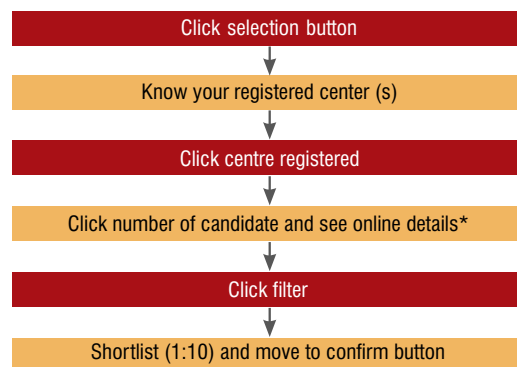 Click selection button
Know your registered center (s)
Click centre registered
Click number of candidate and see online details*
Click filter
Shortlist (1:10) and move to confirm button